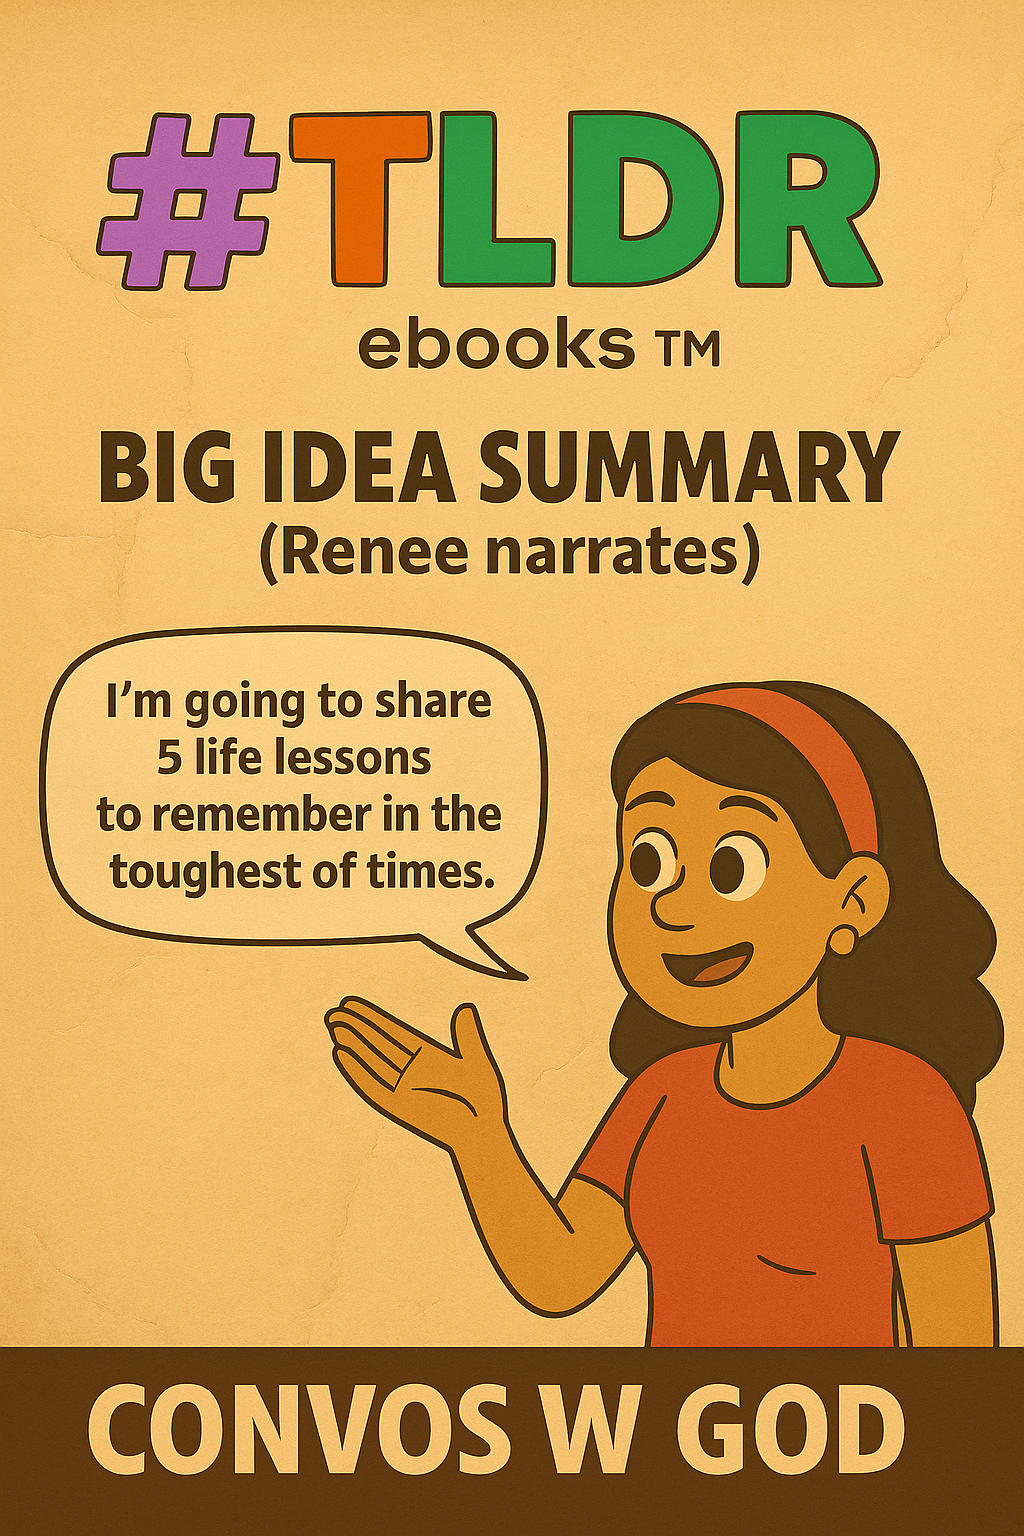 #TLDR
ebooks TM
BIG IDEA SUMMARY
(Renee narrates)
I'm going to share
5 life lessons
to remember in the
toughest of times.
CONVOS W GOD